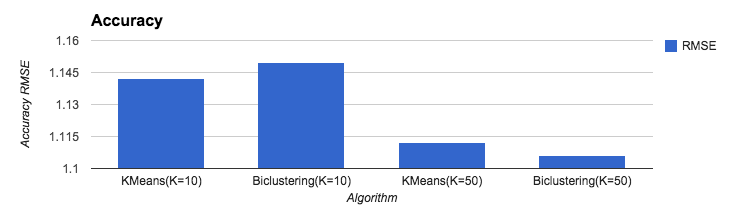 Accuracy
1.16
1.145
1.13
1.115
1.1
Accuracy RMSE
RMSE
KMeans(K=10) Biclustering(K=10) KMeans(K=50) Biclustering(K=50)
Algorithm